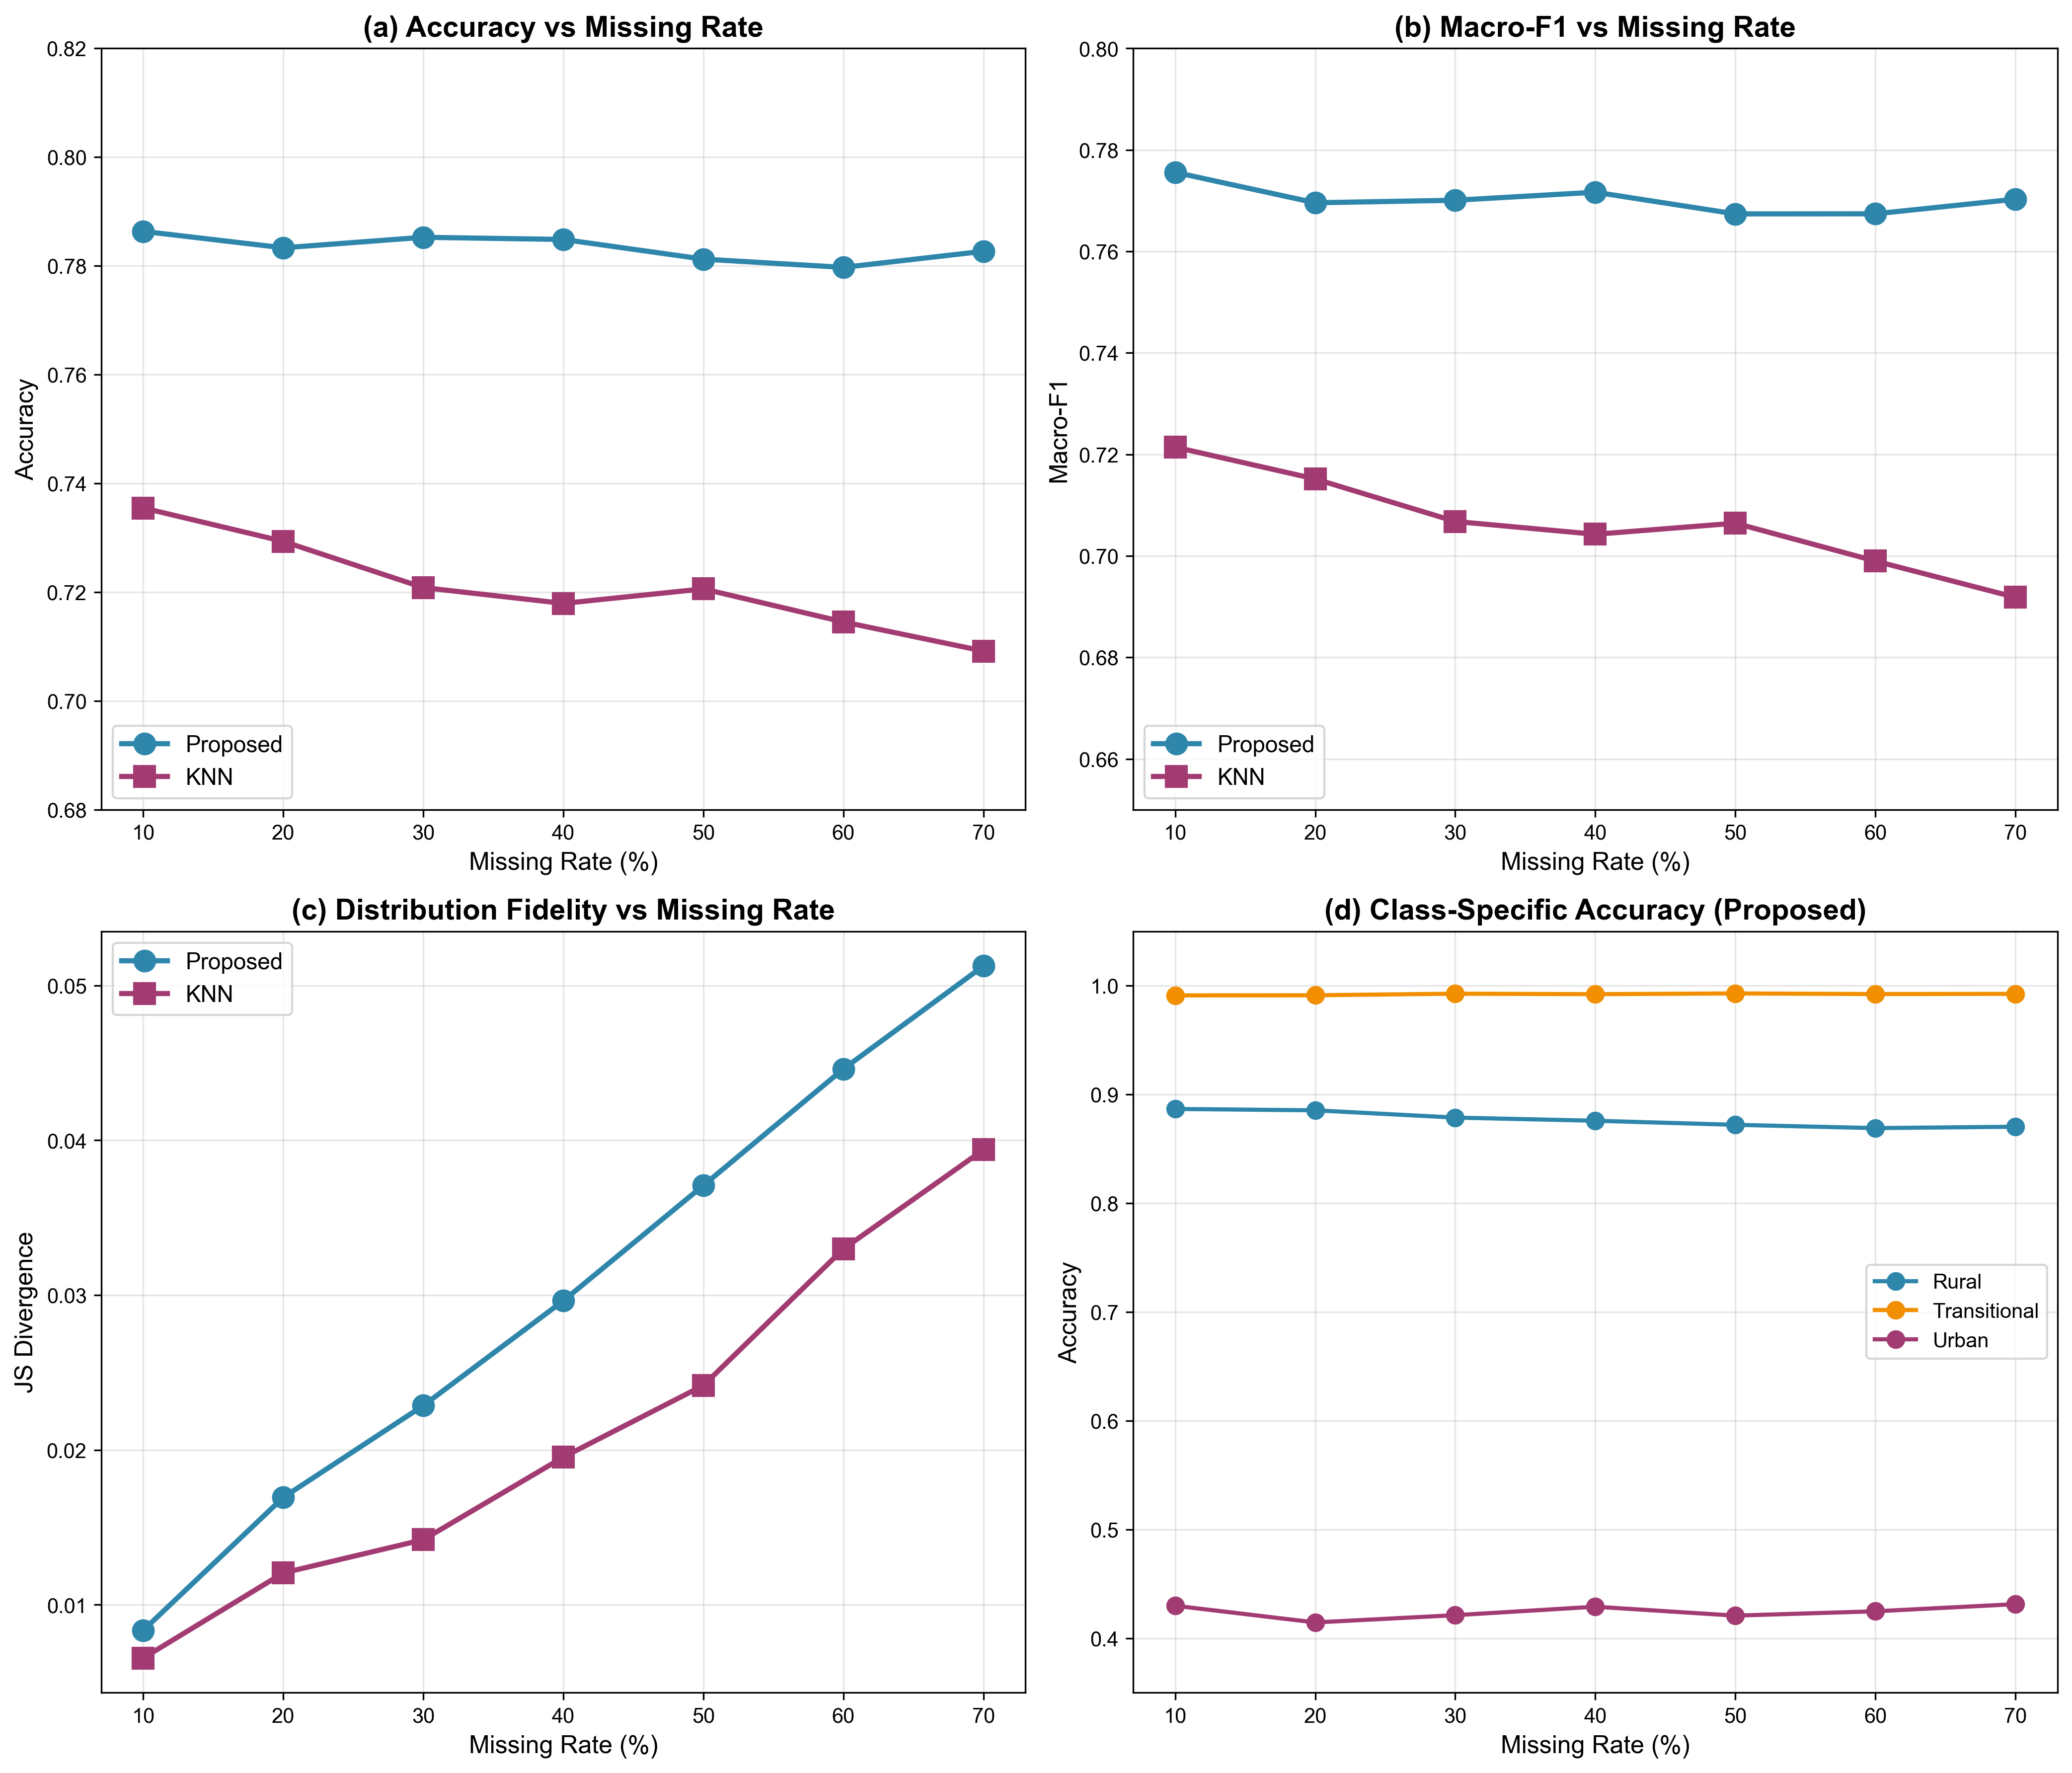 (a) Accuracy vs Missing Rate
0.82
0.80
0.78
0.76
0.74
0.72
0.70
0.68
Accuracy
Proposed
KNN
10 20 30 40 50 60 70
Missing Rate (%)
(b) Macro-F1 vs Missing Rate
0.80
0.78
0.76
0.74
0.72
0.70
0.68
0.66
Macro-F1
Proposed
KNN
10 20 30 40 50 60 70
Missing Rate (%)
(c) Distribution Fidelity vs Missing Rate
Proposed
KNN
0.05
0.04
0.03
0.02
0.01
JS Divergence
10 20 30 40 50 60 70
Missing Rate (%)
(d) Class-Specific Accuracy (Proposed)
1.0
0.9
0.8
0.7
0.6
0.5
0.4
Accuracy
Rural
Transitional
Urban
10 20 30 40 50 60 70
Missing Rate (%)